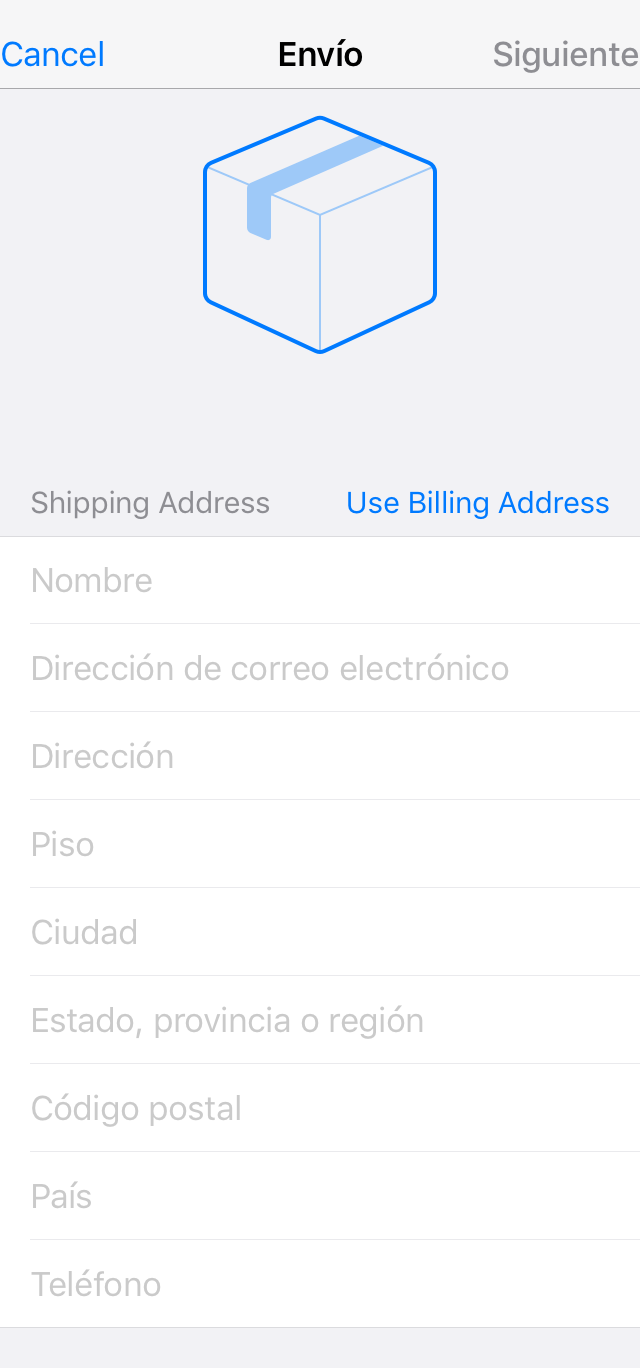 Cancel Envío Siguiente
Shipping Address Use Billing Address
Nombre
Dirección de correo electrónico
Dirección
Piso
Ciudad
Estado, provincia o región
Código postal
País
Teléfono